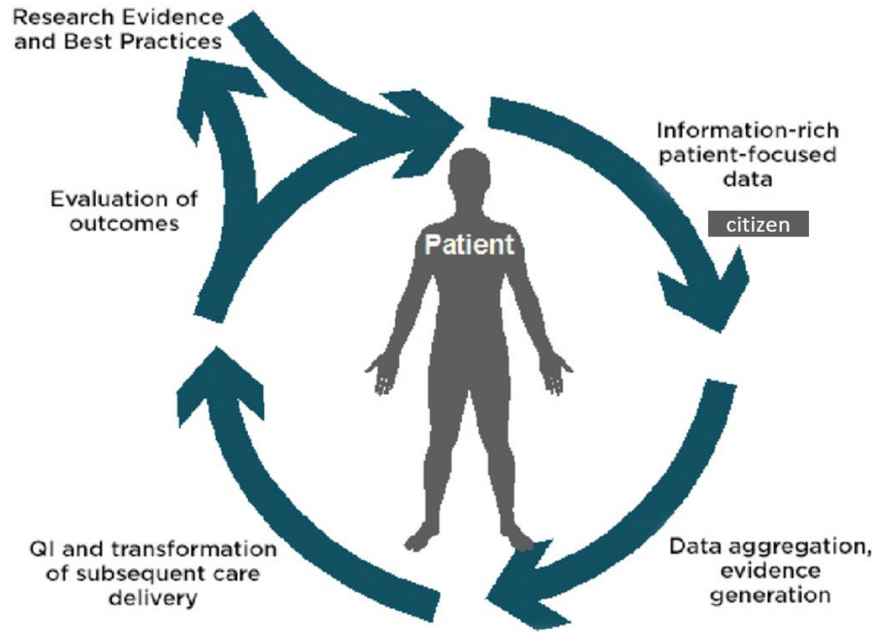 Research Evidence
and Best Practices
Information-rich
patient-focused
data
citizen
Evaluation of
outcomes
Patient
QI and transformation
of subsequent care
delivery
Data aggregation,
evidence
generation